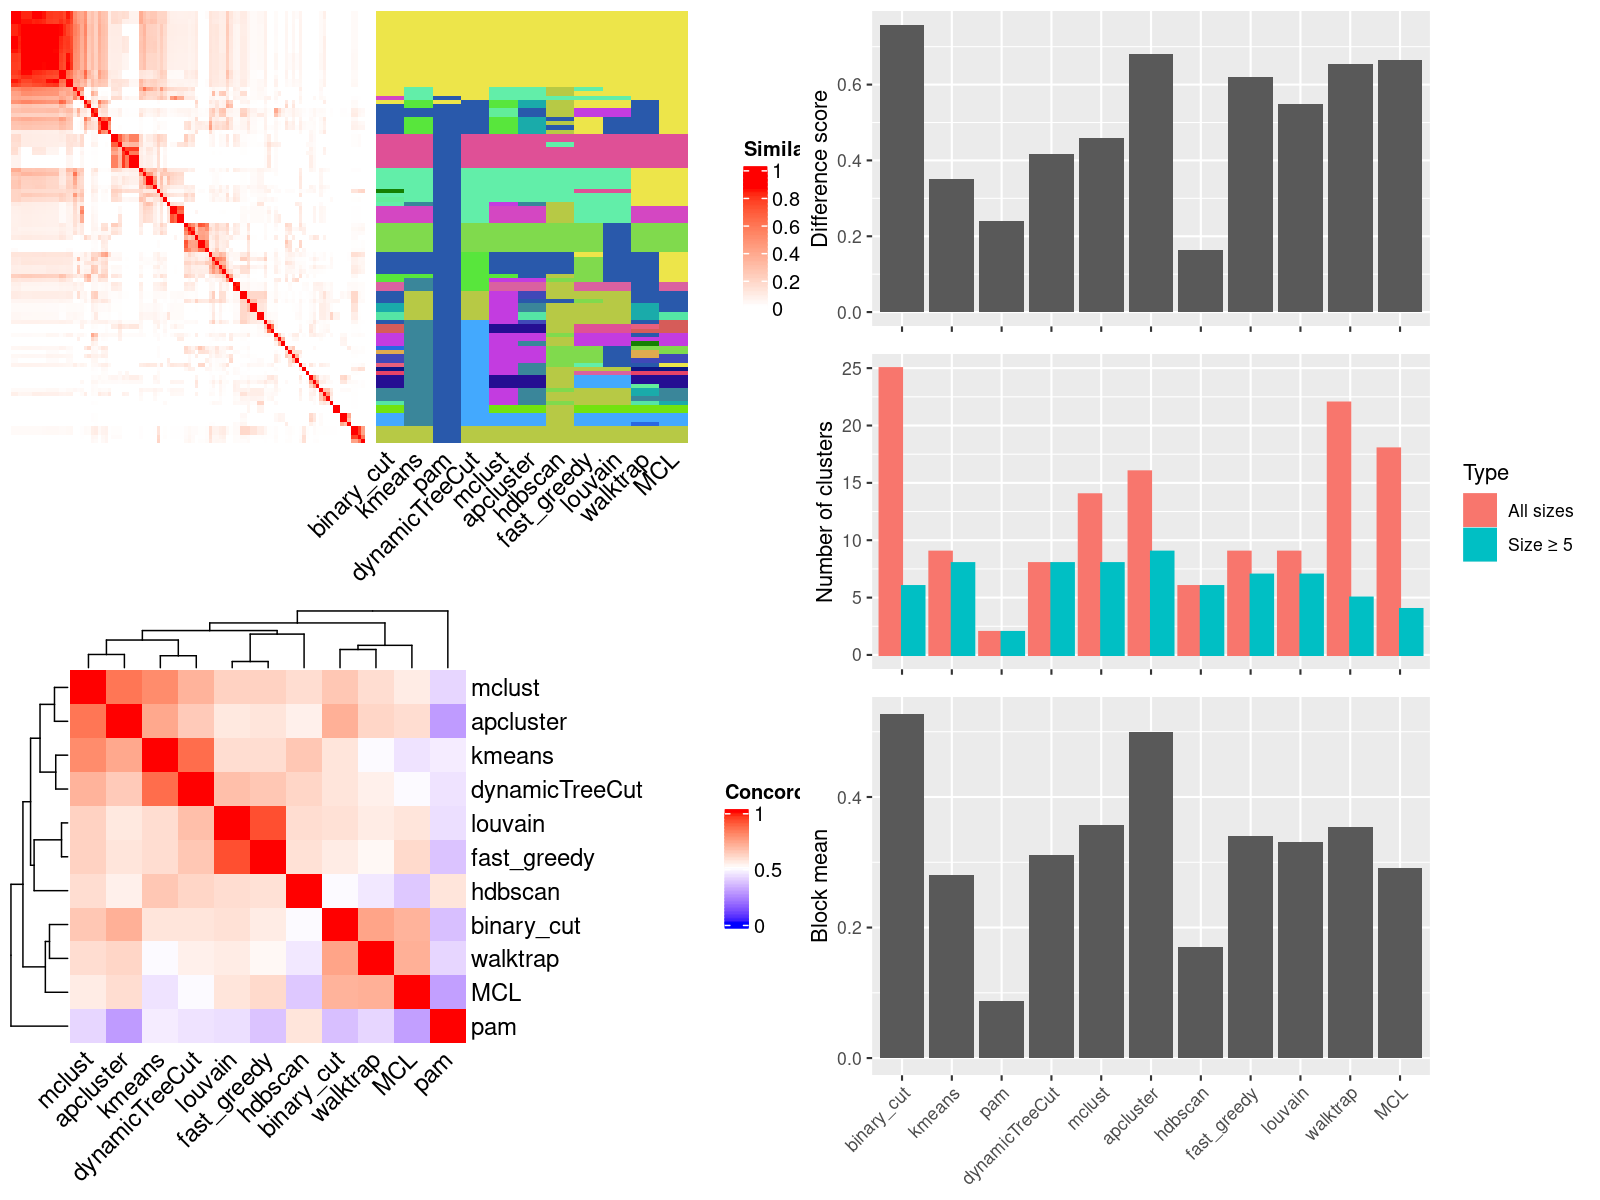 Simila
1
0.8
0.6
0.4
0.2
0
binary_cut
kmeans
pam
dynamicTreeCut
mclust
apcluster
hdbscan
fast_greedy
louvain
walktrap
MCL
mclust
apcluster
kmeans
dynamicTreeCut
louvain
fast_greedy
hdbscan
binary_cut
walktrap
MCL
pam
mclust
apcluster
kmeans
dynamicTreeCut
louvain
fast_greedy
hdbscan
binary_cut
walktrap
MCL
pam
Concord
1
0.5
0
Difference score
0.6
0.4
0.2
0.0
Number of clusters
25
20
15
10
5
0
Type
All sizes
Size ≥ 5
Block mean
0.4
0.2
0.0
binary_cut
kmeans
pam
dynamicTreeCut
mclust
apcluster
hdbscan
fast_greedy
louvain
walktrap
MCL